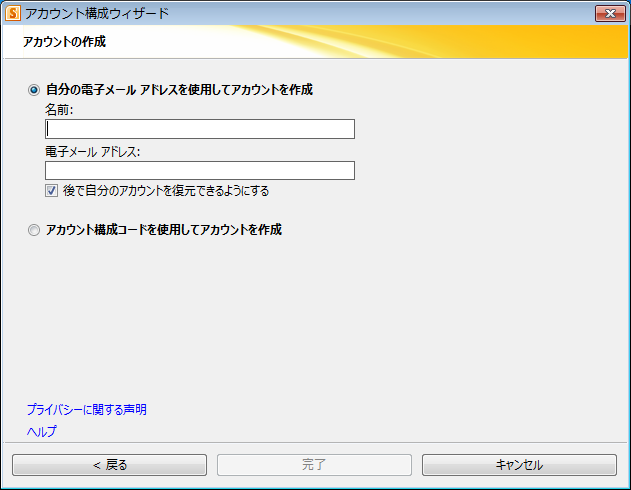 アカウント構成ウィザード
アカウントの作成
自分の電子メール アドレスを使用してアカウントを作成
名前:
電子メール アドレス:
後で自分のアカウントを復元できるようにする
アカウント構成コードを使用してアカウントを作成
プライバシーに関する声明
ヘルプ
< 戻る
完了
キャンセル